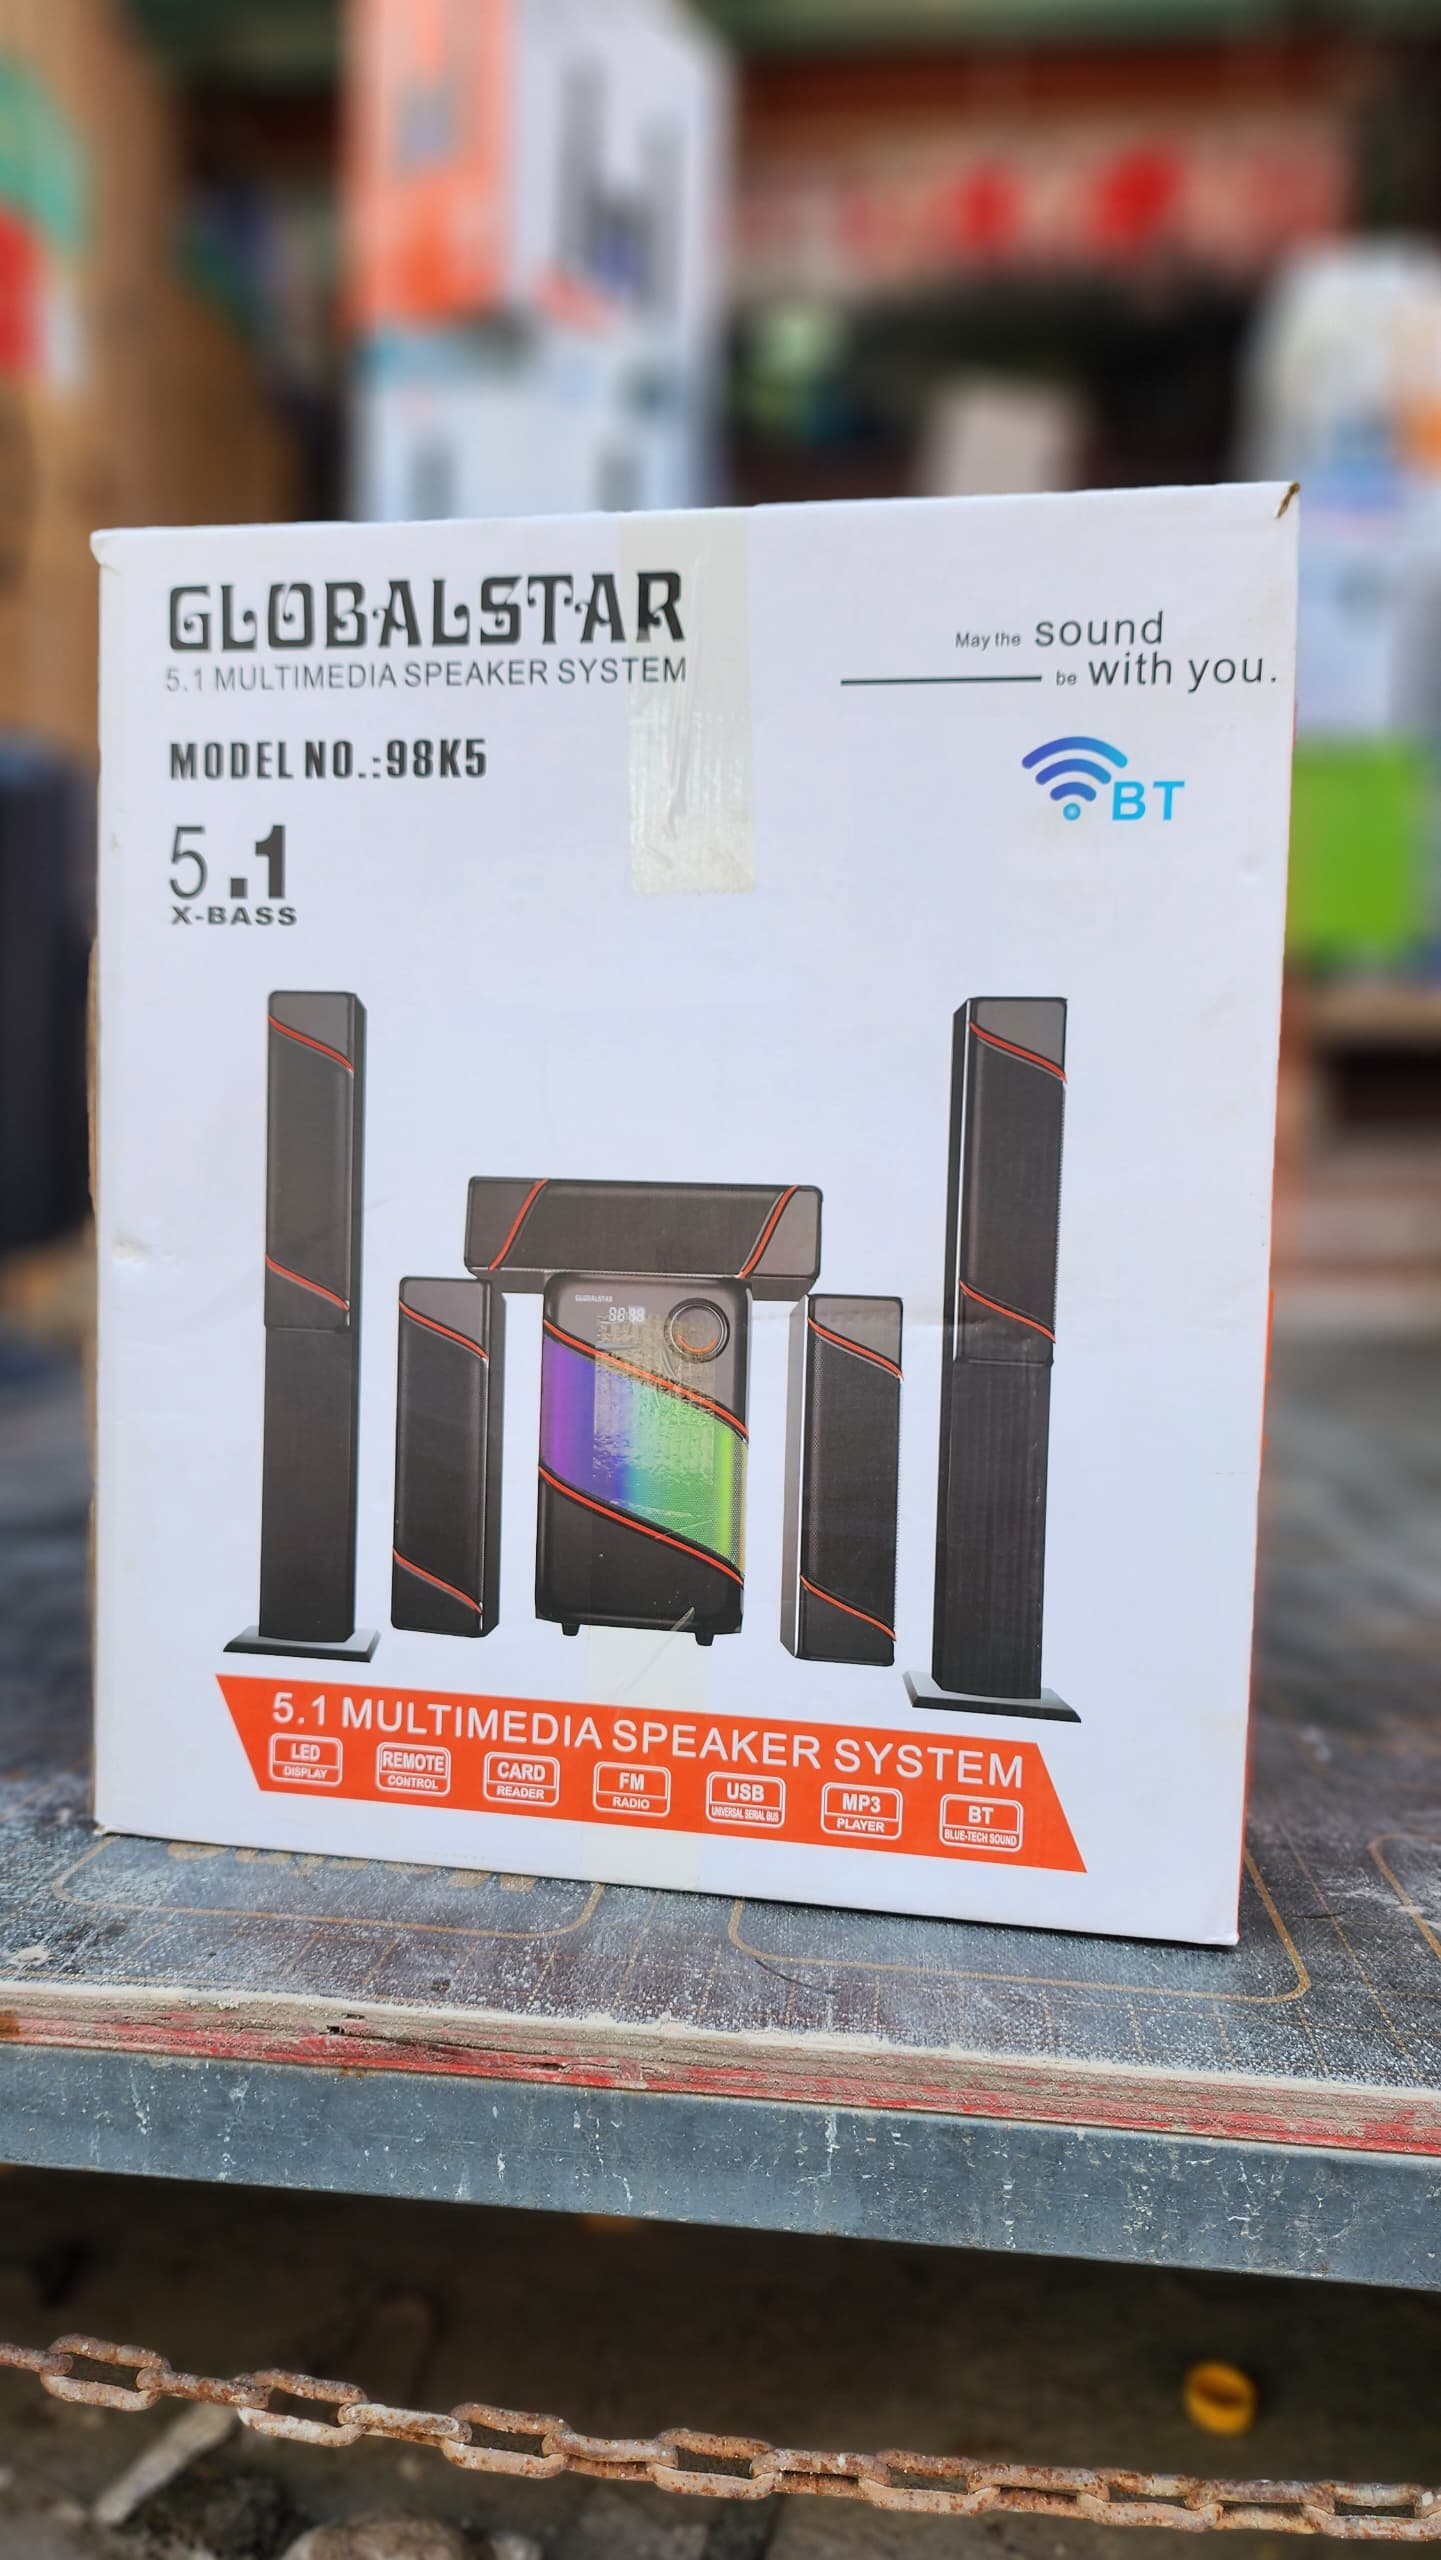 GLOBALSTAR
5.1 MULTIMEDIA SPEAKER SYSTEM
May the sound
be with you.
MODEL NO.:98K5
BT
5.1
X-BASS
GLOBALSTAR
88:88
5.1 MULTIMEDIA SPEAKER SYSTEM
LED
DISPLAY
REMOTE
CONTROL
CARD
READER
FM
RADIO
USB
UNIVERSAL SERIAL BUS
MP3
PLAYER
BT
BLUE-TECH SOUND